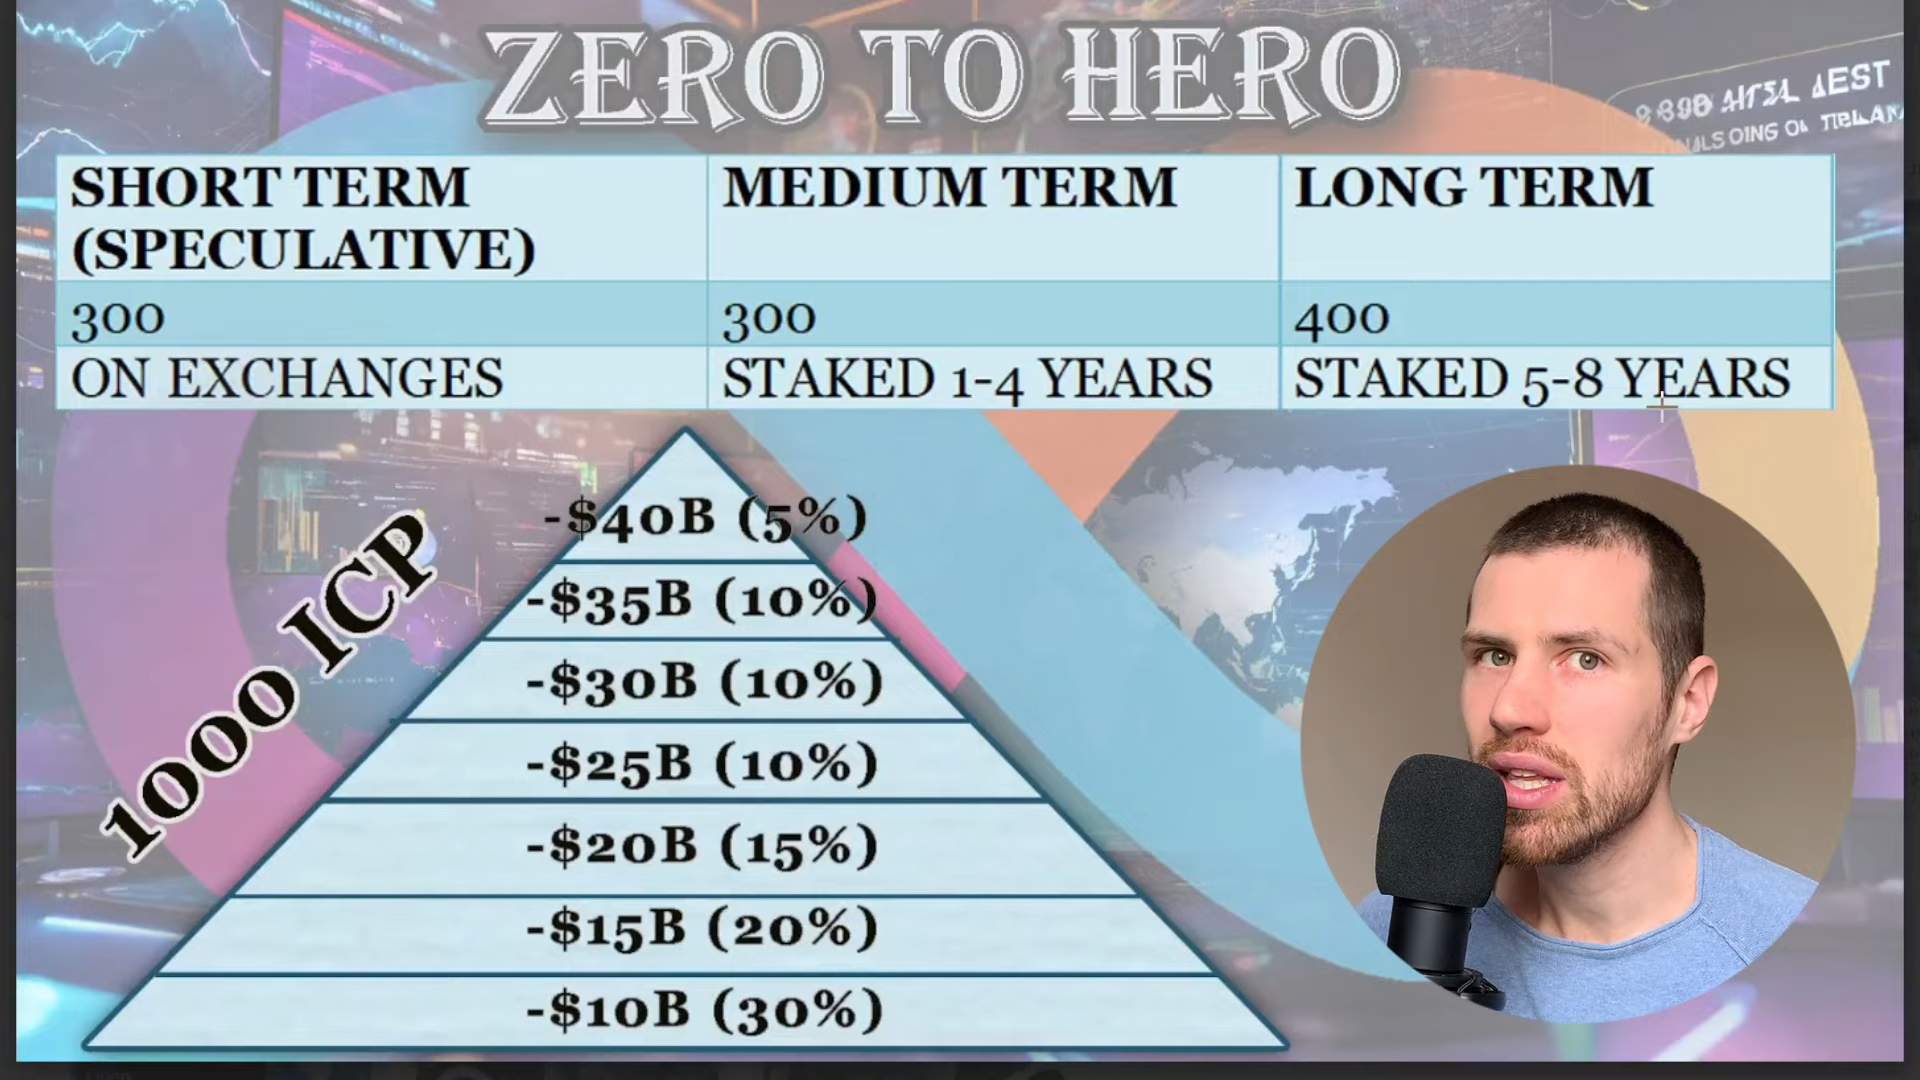 ZERO TO HERO
SHORT TERM
(SPECULATIVE)
MEDIUM TERM
LONG TERM
300
300
400
ON EXCHANGES
STAKED 1-4 YEARS
STAKED 5-8 YEARS
1000 ICP
-$40B (5%)
-$35B (10%)
-$30B (10%)
-$25B (10%)
-$20B (15%)
-$15B (20%)
-$10B (30%)